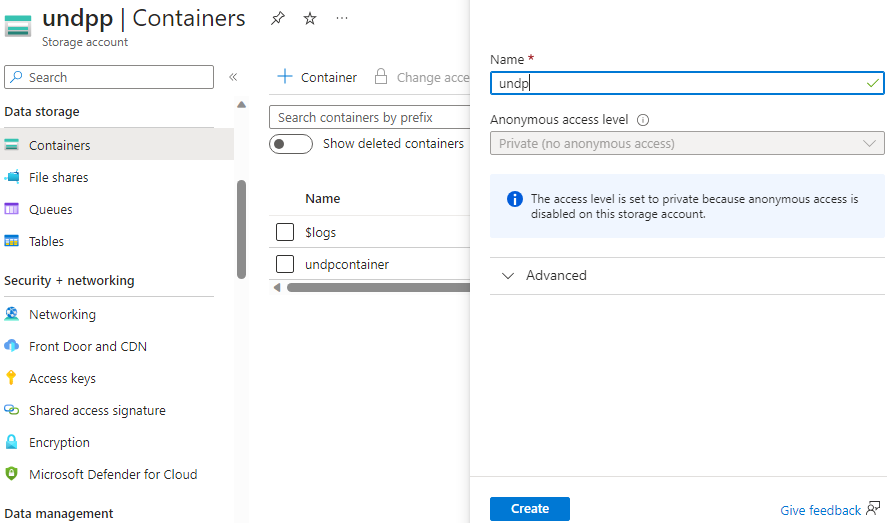 undpp | Containers
Storage account
Search
Data storage
Containers
File shares
Queues
Tables
Security + networking
Networking
Front Door and CDN
Access keys
Shared access signature
Encryption
Microsoft Defender for Cloud
Data management
Container
Change acce
Search containers by prefix
Show deleted containers
Name
$logs
undpcontainer
Name *
undp
Anonymous access level
Private (no anonymous access)
The access level is set to private because anonymous access is
disabled on this storage account.
Advanced
Create
Give feedback